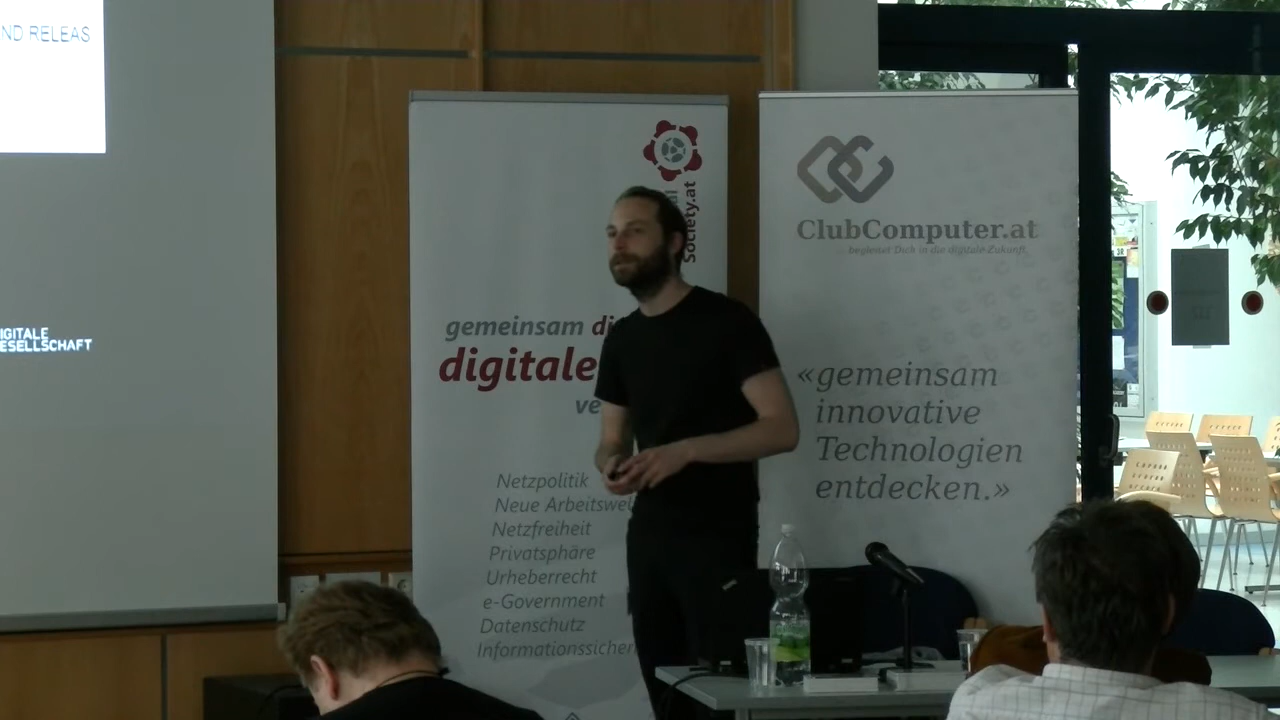 ND RELEAS
IGITALE
ESELLSCHAFT
Society.at
gemeinsam di
digitale
ve
Netzpolitik
Neue Arbeitswel
Netzfreiheit
Privatsphäre
Urheberrecht
e-Government
Datenschutz
Informationssicher
ClubComputer.at
begleitet Dich in die digitale Zukunft.
«gemeinsam
innovative
Technologien
entdecken.»